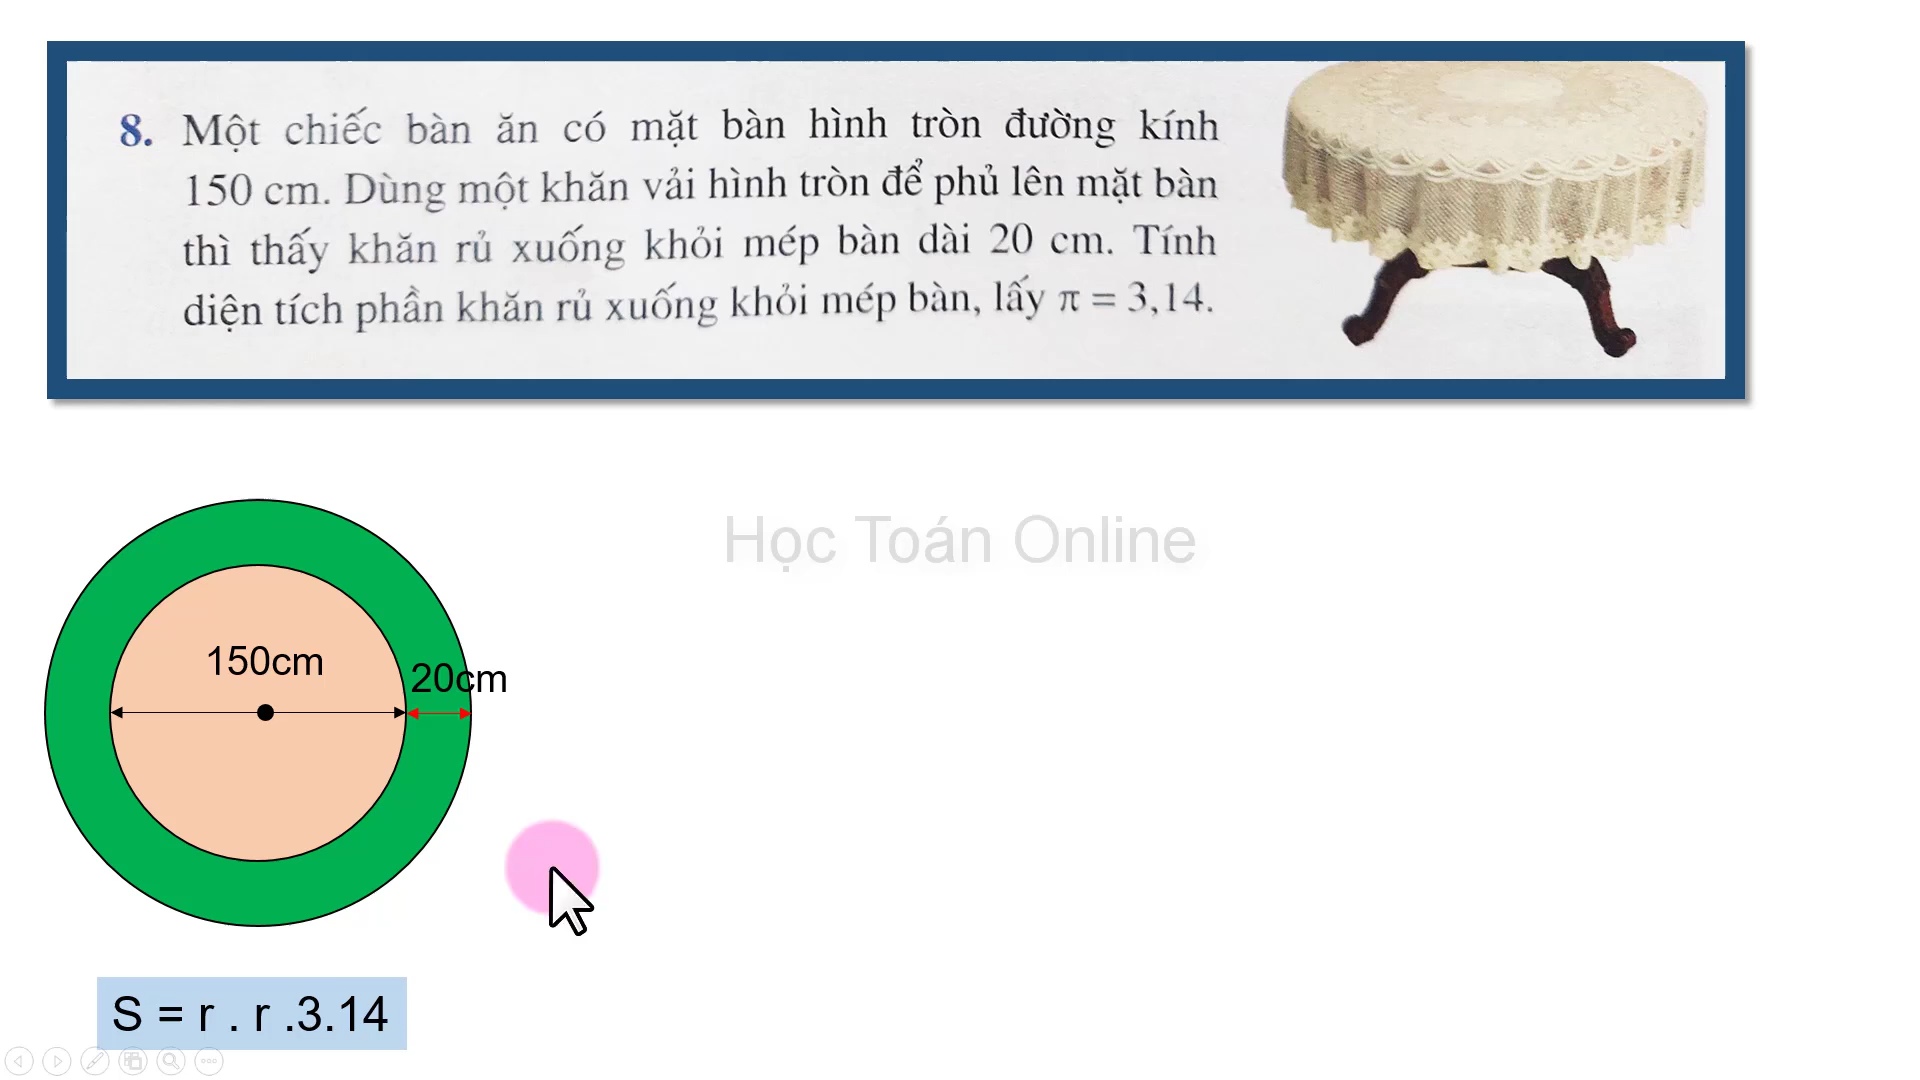 8. Một chiếc bàn ăn có mặt bàn hình tròn đường kính
150 cm. Dùng một khăn vải hình tròn để phủ lên mặt bàn
thì thấy khăn rủ xuống khỏi mép bàn dài 20 cm. Tính
diện tích phần khăn rủ xuống khỏi mép bàn, lấy π = 3,14.
Học Toán Online
150cm
20cm
S = r . r .3.14